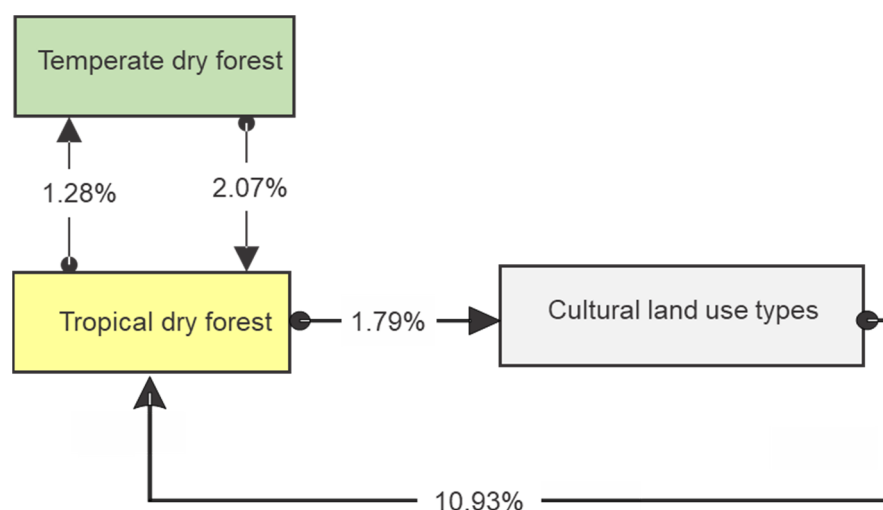 Temperate dry forest
1.28%
2.07%
Tropical dry forest
1.79%
Cultural land use types
10.93%